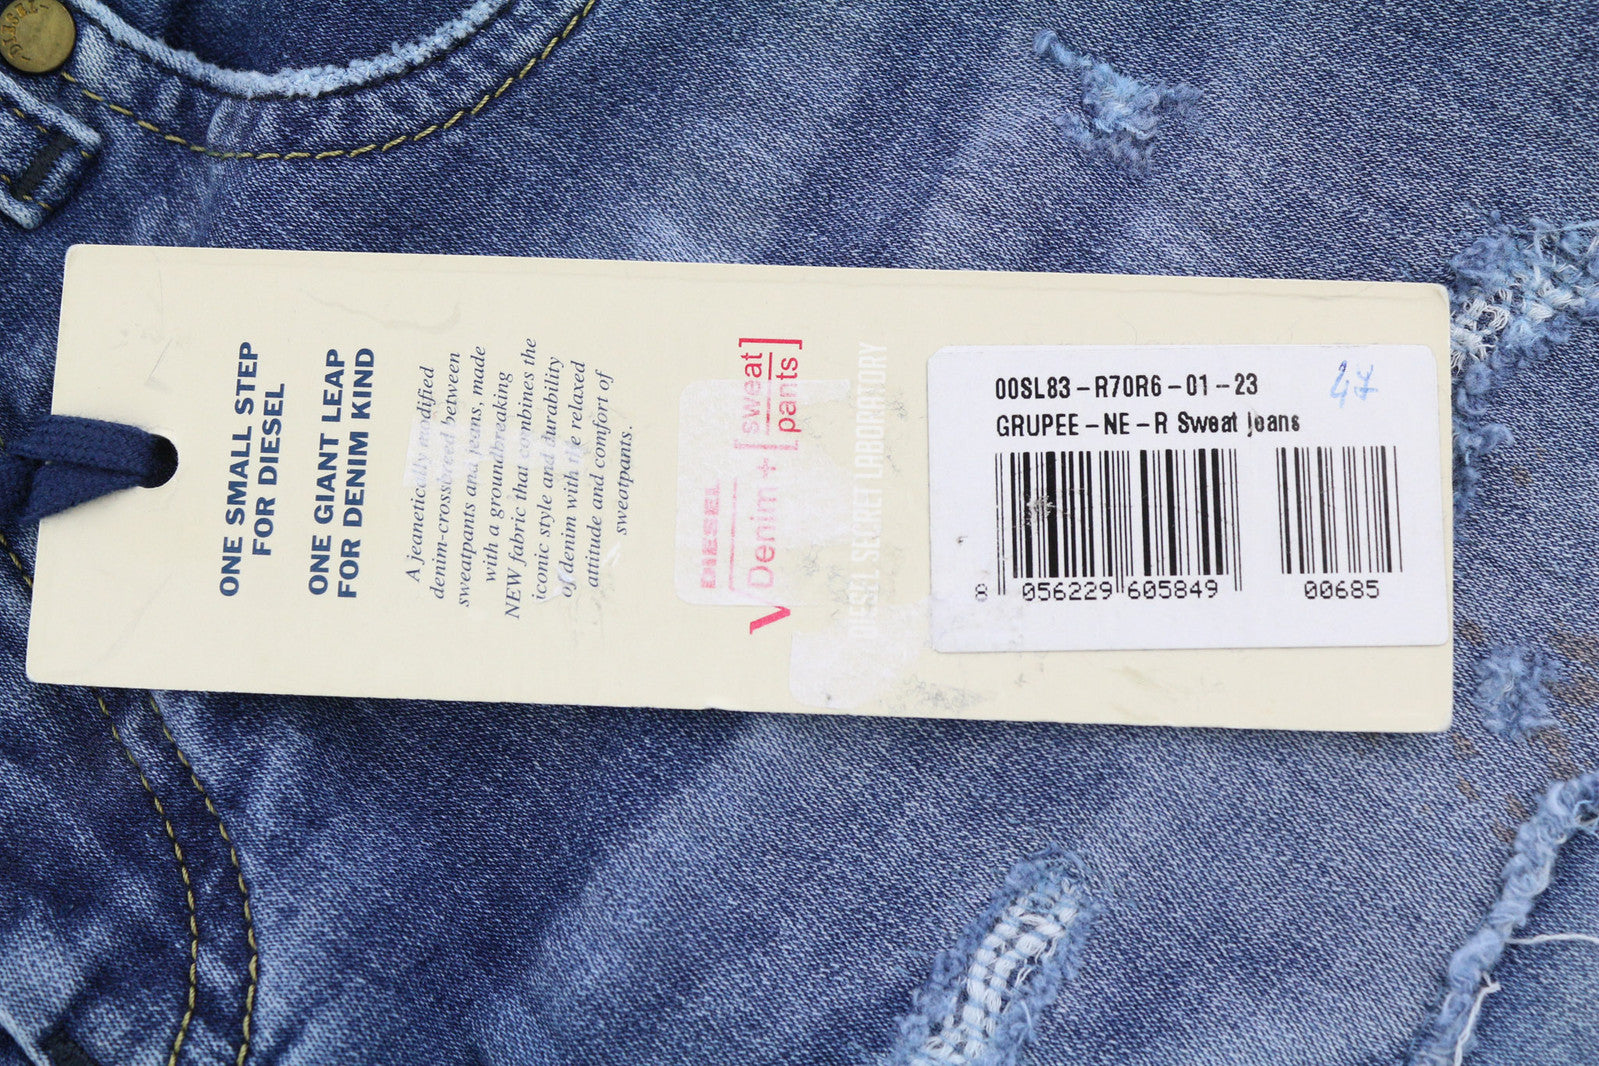 DIESEL
ONE SMALL STEP
FOR DIESEL
ONE GIANT LEAP
FOR DENIM KIND
A jeanetically modified
denim-crossbreed between
sweatpants and jeans, made
with a groundbreaking
NEW fabric that conbines the
iconic style and durability
of denim with the relaxed
attitude and comfort of
sweatpants.
DIESEL
Denim + [sweat
pants]
DIESEL SECRET LABORATORY
00SL83-R70R6-01-23
47
GRUPEE-NE-R Sweat Jeans
8 056229 605849
00685